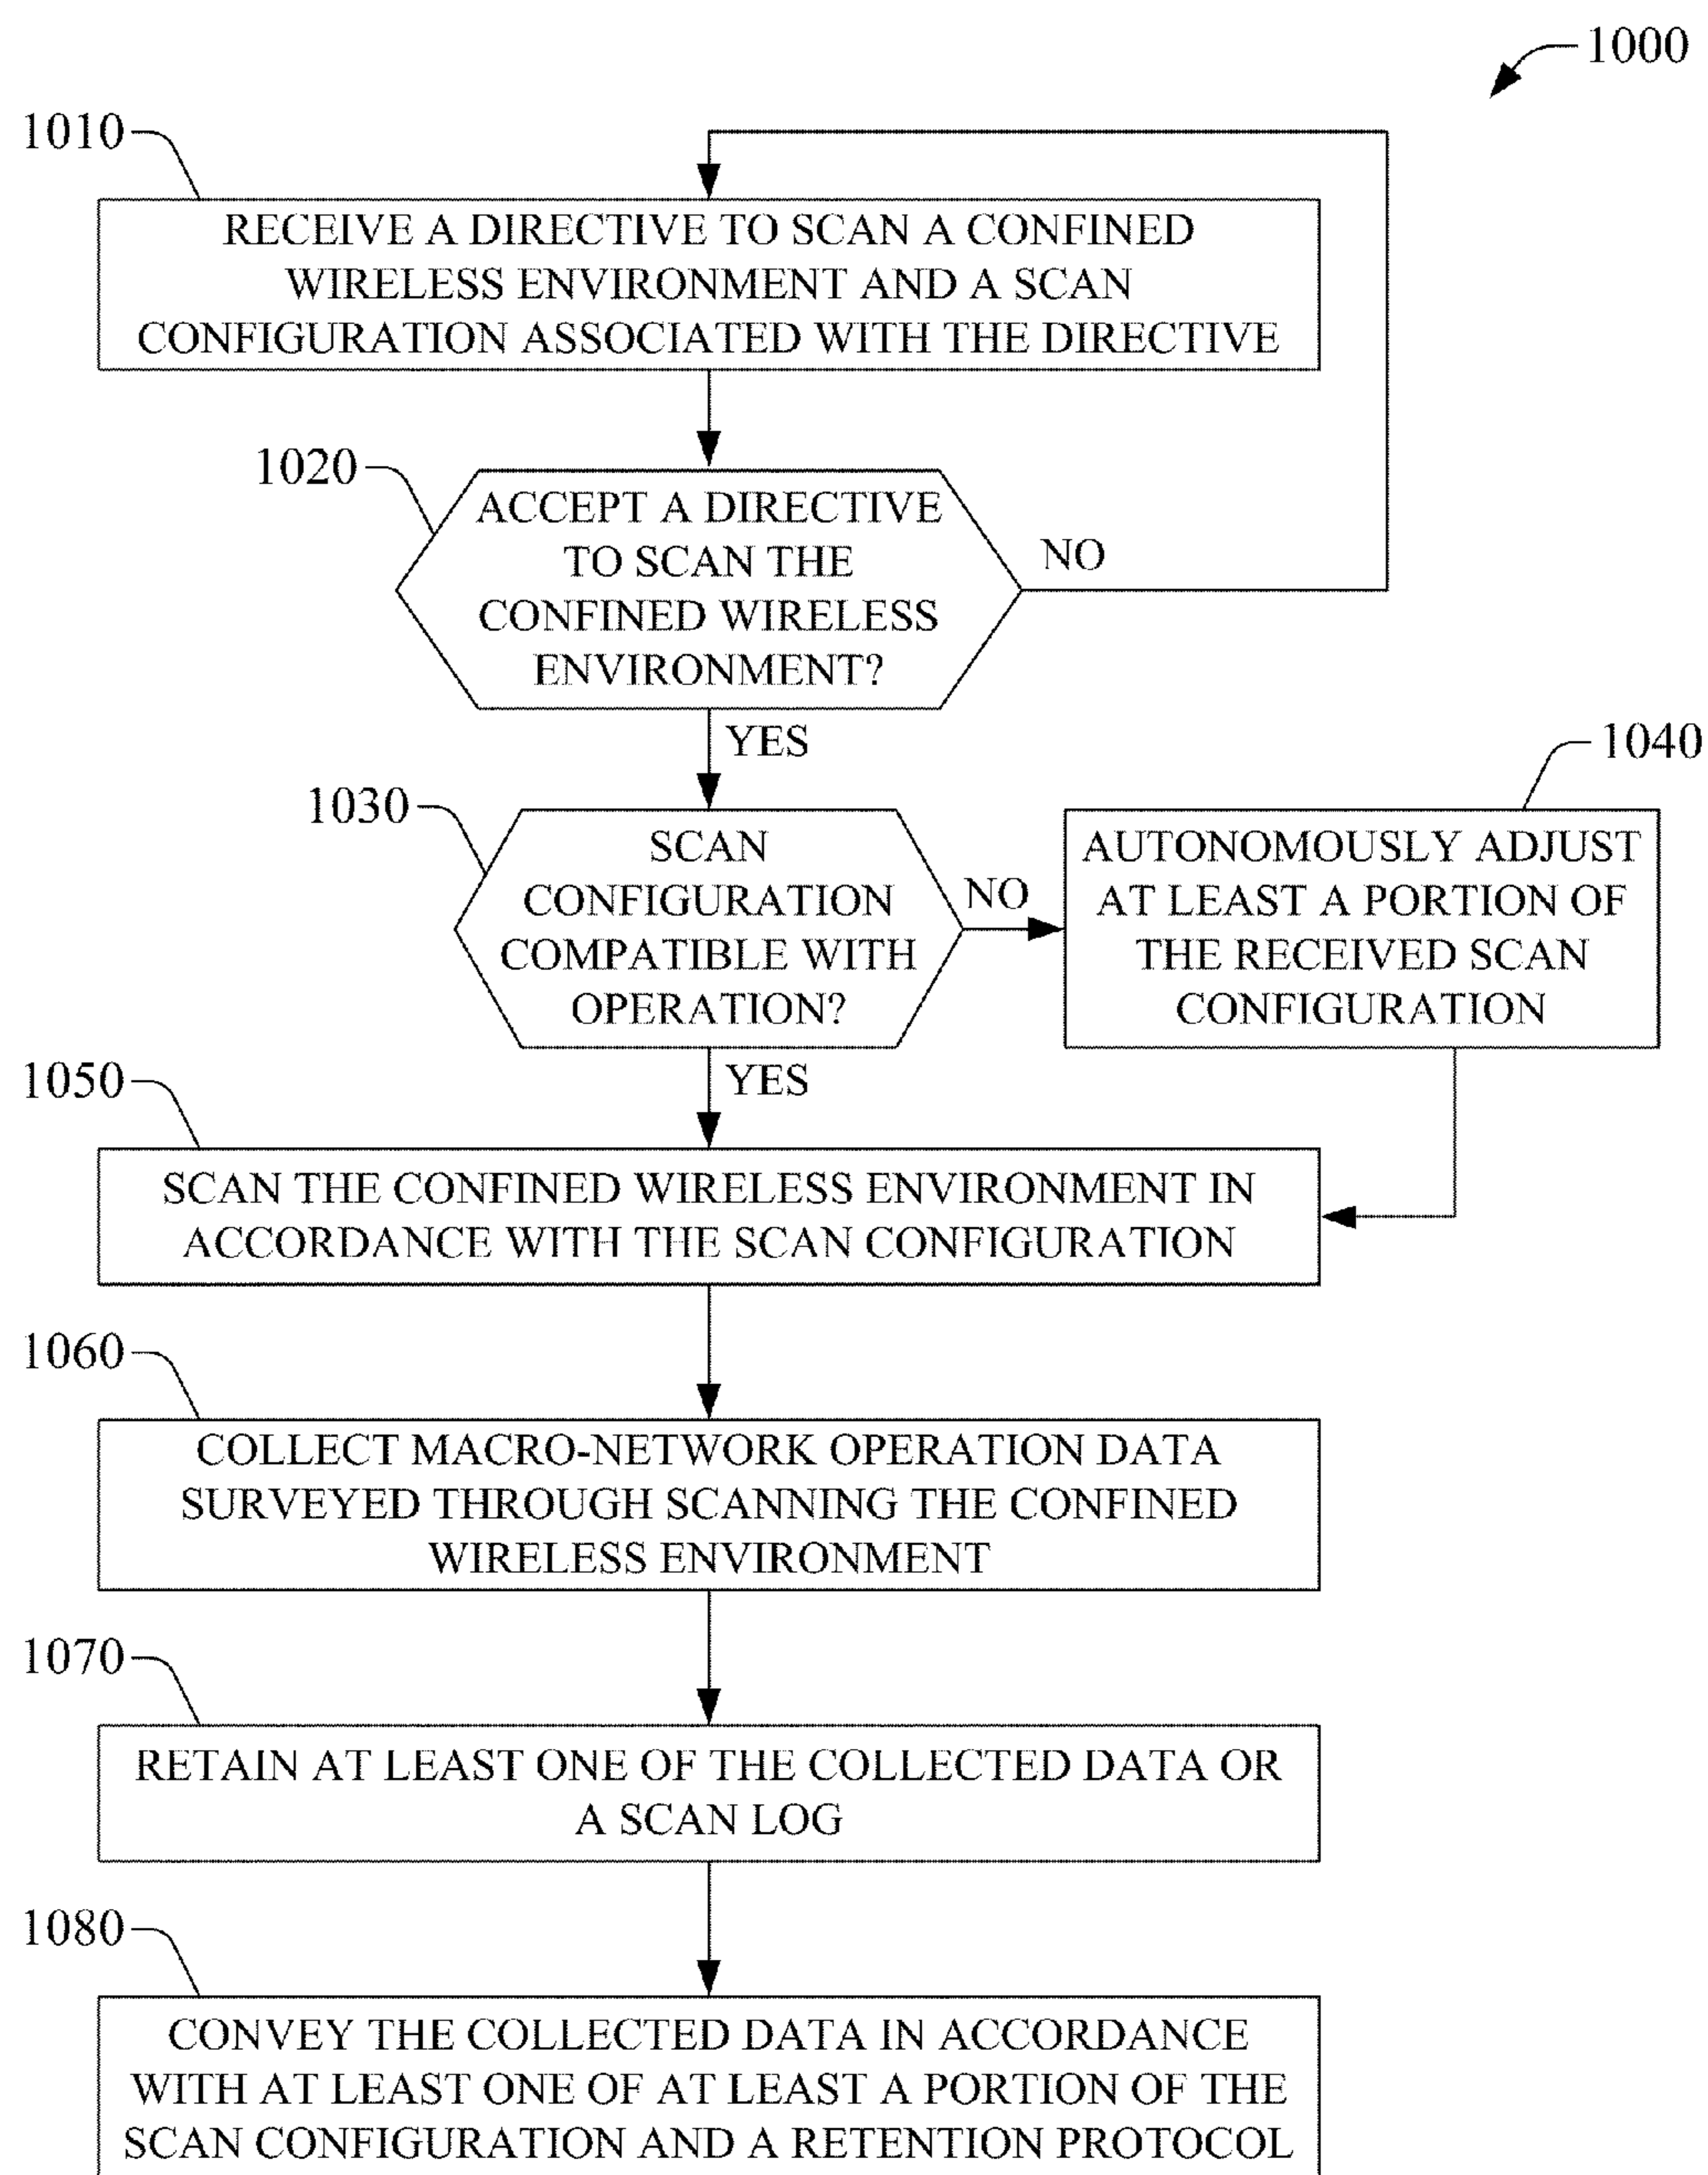 1000
1010
RECEIVE A DIRECTIVE TO SCAN A CONFINED
WIRELESS ENVIRONMENT AND A SCAN
CONFIGURATION ASSOCIATED WITH THE DIRECTIVE
1020
ACCEPT A DIRECTIVE
TO SCAN THE
CONFINED WIRELESS
ENVIRONMENT?
NO
YES
1030
SCAN
CONFIGURATION
COMPATIBLE WITH
OPERATION?
NO
1040
AUTONOMOUSLY ADJUST
AT LEAST A PORTION OF
THE RECEIVED SCAN
CONFIGURATION
YES
1050
SCAN THE CONFINED WIRELESS ENVIRONMENT IN
ACCORDANCE WITH THE SCAN CONFIGURATION
1060
COLLECT MACRO-NETWORK OPERATION DATA
SURVEYED THROUGH SCANNING THE CONFINED
WIRELESS ENVIRONMENT
1070
RETAIN AT LEAST ONE OF THE COLLECTED DATA OR
A SCAN LOG
1080
CONVEY THE COLLECTED DATA IN ACCORDANCE
WITH AT LEAST ONE OF AT LEAST A PORTION OF THE
SCAN CONFIGURATION AND A RETENTION PROTOCOL